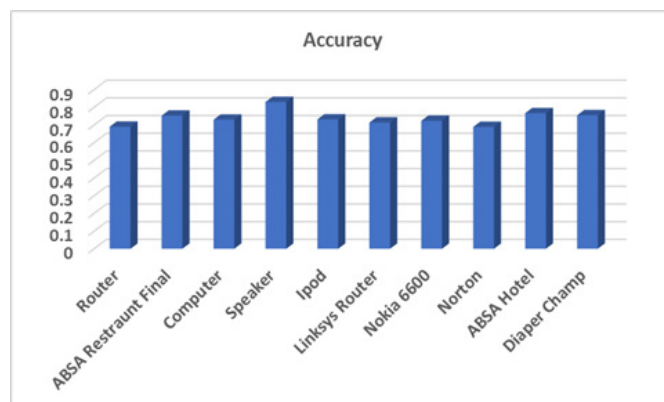 Accuracy
0.9
0.8
0.7
0.6
0.5
0.4
0.3
0.2
0.1
0
Router
ABSA Restraunt Final
Computer
Speaker
Ipod
Linksys Router
Nokia 6600
Norton
ABSA Hotel
Diaper Champ